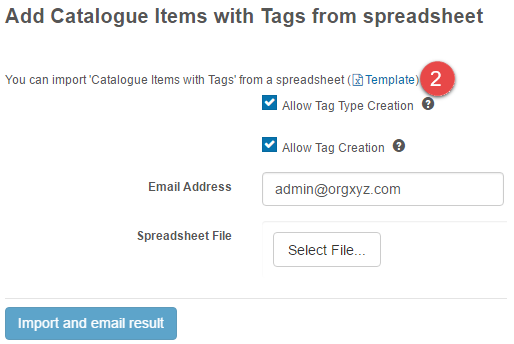 Add Catalogue Items with Tags from spreadsheet
You can import 'Catalogue Items with Tags' from a spreadsheet (Template) 2
Allow Tag Type Creation ?
Allow Tag Creation ?
Email Address admin@orgxyz.com
Spreadsheet File
Select File...
Import and email result